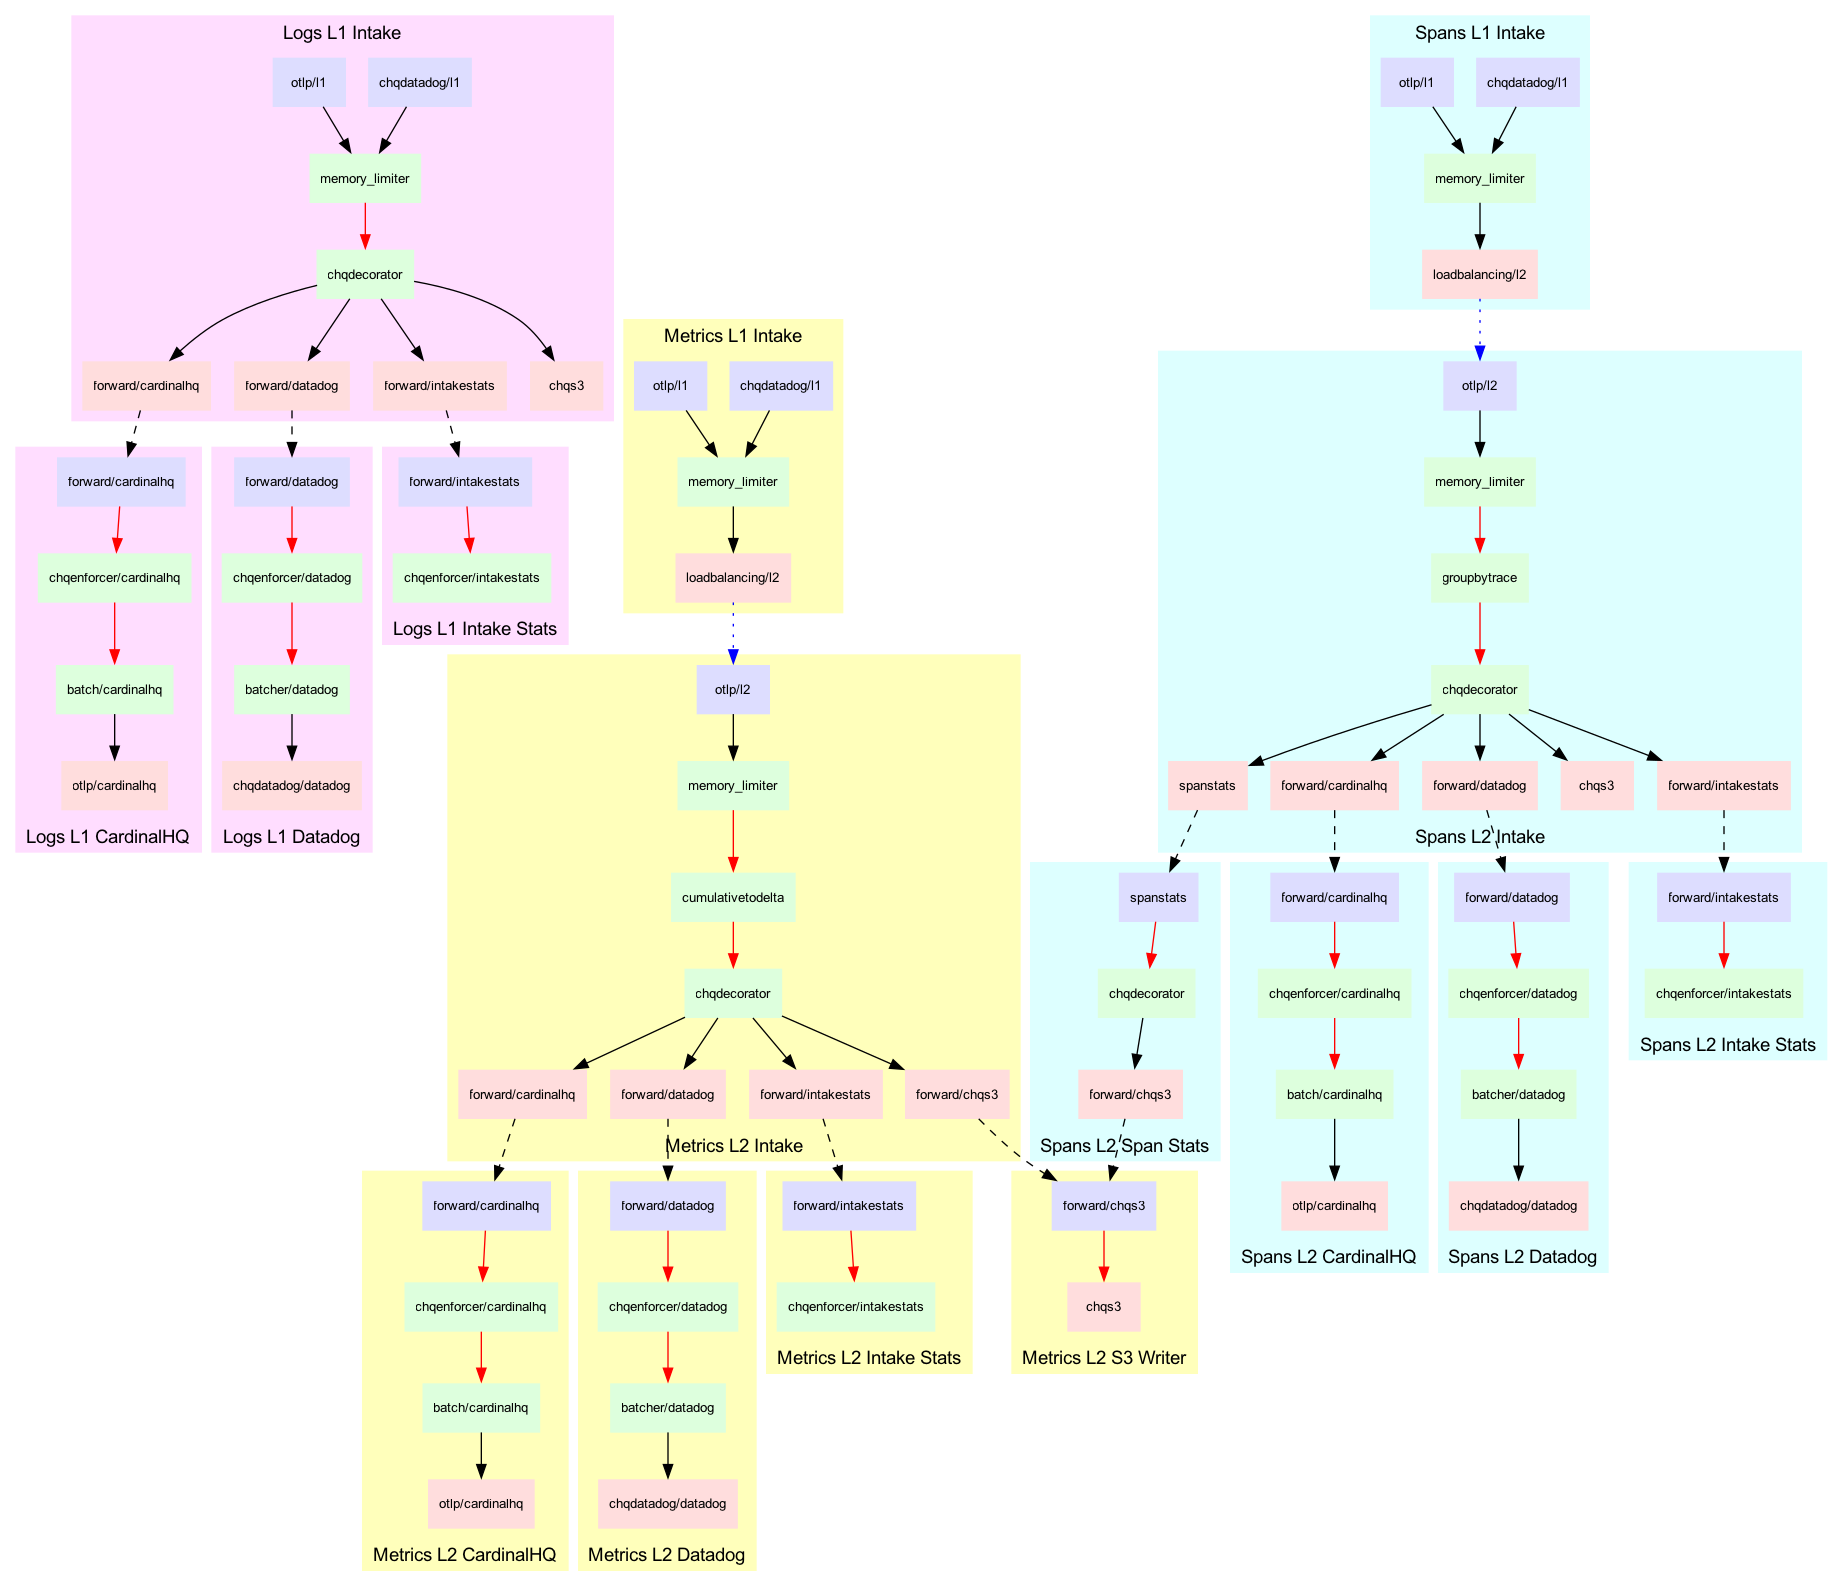 Logs L1 Intake
otlp/l1
chqdatadog/l1
memory_limiter
chqdecorator
forward/cardinalhq
forward/datadog
forward/intakestats
chqs3
forward/cardinalhq
chqenforcer/cardinalhq
batch/cardinalhq
otlp/cardinalhq
Logs L1 CardinalHQ
forward/datadog
chqenforcer/datadog
batcher/datadog
chqdatadog/datadog
Logs L1 Datadog
forward/intakestats
chqenforcer/intakestats
Logs L1 Intake Stats
Metrics L1 Intake
otlp/l1
chqdatadog/l1
memory_limiter
loadbalancing/l2
otlp/l2
memory_limiter
cumulativetodelta
chqdecorator
forward/cardinalhq
forward/datadog
forward/intakestats
forward/chqs3
Metrics L2 Intake
forward/cardinalhq
chqenforcer/cardinalhq
batch/cardinalhq
otlp/cardinalhq
Metrics L2 CardinalHQ
forward/datadog
chqenforcer/datadog
batcher/datadog
chqdatadog/datadog
Metrics L2 Datadog
forward/intakestats
chqenforcer/intakestats
Metrics L2 Intake Stats
forward/chqs3
chqs3
Metrics L2 S3 Writer
Spans L1 Intake
otlp/l1
chqdatadog/l1
memory_limiter
loadbalancing/l2
otlp/l2
memory_limiter
groupbytrace
chqdecorator
spanstats
forward/cardinalhq
forward/datadog
chqs3
forward/intakestats
Spans L2 Intake
spanstats
chqdecorator
forward/chqs3
Spans L2 Span Stats
forward/cardinalhq
chqenforcer/cardinalhq
batch/cardinalhq
otlp/cardinalhq
Spans L2 CardinalHQ
forward/datadog
chqenforcer/datadog
batcher/datadog
chqdatadog/datadog
Spans L2 Datadog
forward/intakestats
chqenforcer/intakestats
Spans L2 Intake Stats